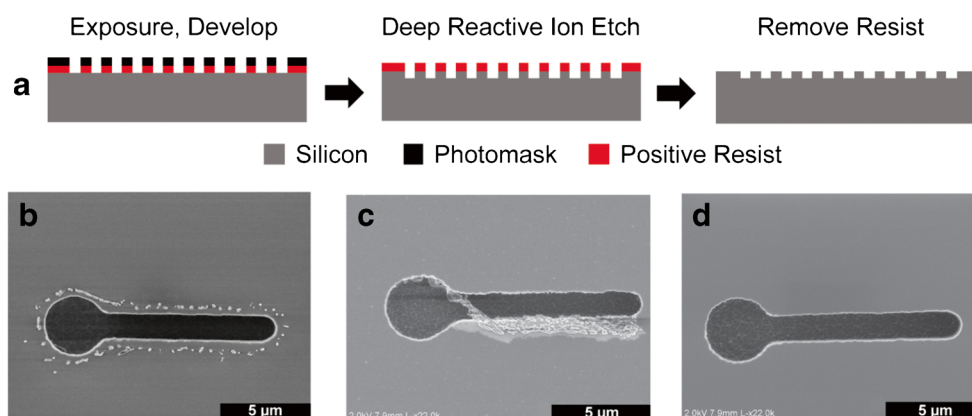 Exposure, Develop
Deep Reactive Ion Etch
Remove Resist
a
Silicon
Photomask
Positive Resist
b
c
d
5 µm
2.0kV 7.9mm L-x22.0k
5 µm
2.0kV 7.9mm L-x22.0k
5 µm